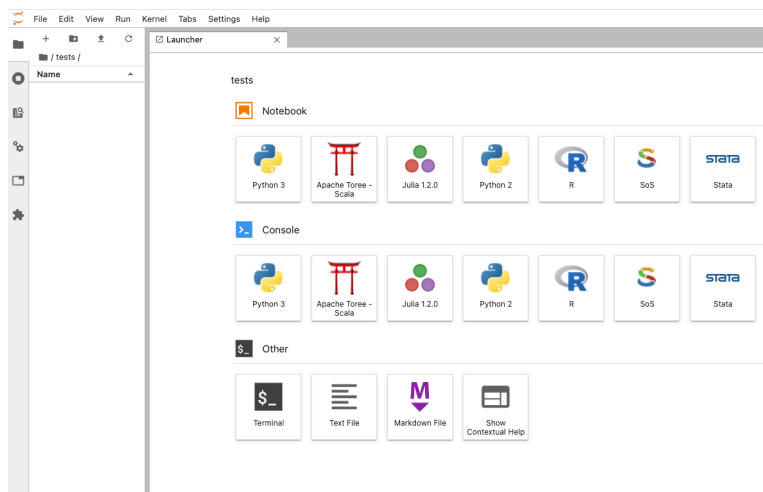 File Edit View Run Kernel Tabs Settings Help
Launcher
/ tests /
Name
tests
Notebook
Python 3
Apache Toree -
Scala
Julia 1.2.0
Python 2
R
SoS
Stata
R
S
STaTa
Console
Python 3
Apache Toree -
Scala
Julia 1.2.0
Python 2
R
SoS
Stata
R
S
STaTa
$_ Other
$_
Terminal
Text File
M
Markdown File
Show
Contextual Help